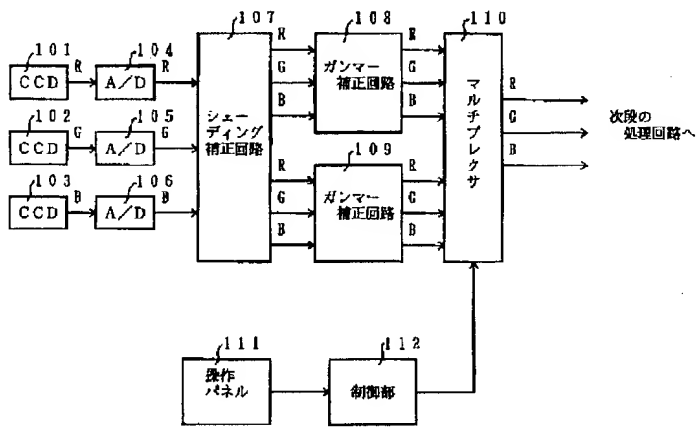 107
108
110
101
104
R
R
R
R
CCD
A/D
ガンマー
補正回路
G
G
R
102
105
シェー
ディング
補正回路
B
B
マルチプレクサ
G
次段の
処理回路へ
G
G
CCD
A/D
109
B
103
106
R
R
B
B
CCD
A/D
ガンマー
補正回路
G
G
B
B
111
112
操作
パネル
制御部